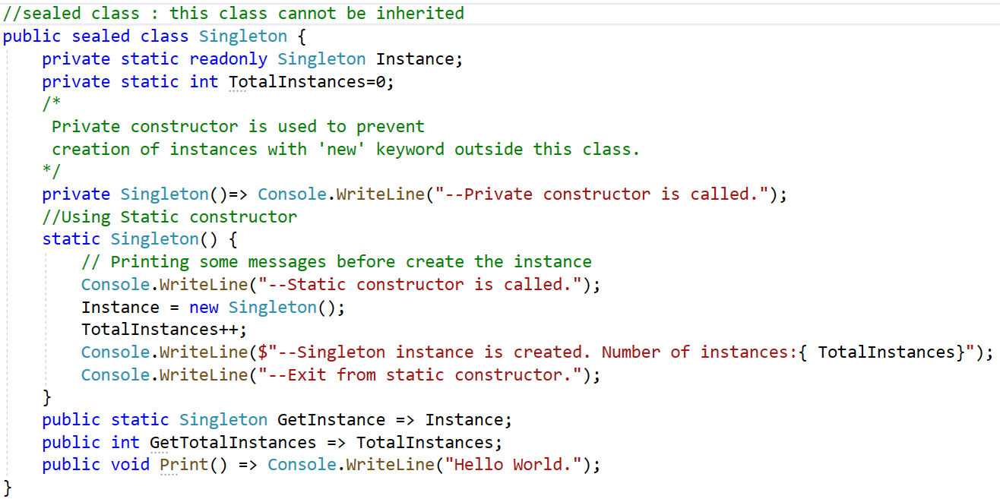 //sealed class : this class cannot be inherited
public sealed class Singleton {
    private static readonly Singleton Instance;
    private static int TotalInstances=0;
    /*
     Private constructor is used to prevent
     creation of instances with 'new' keyword outside this class.
    */
    private Singleton()=> Console.WriteLine("--Private constructor is called.");
    //Using Static constructor
    static Singleton() {
        // Printing some messages before create the instance
        Console.WriteLine("--Static constructor is called.");
        Instance = new Singleton();
        TotalInstances++;
        Console.WriteLine($"--Singleton instance is created. Number of instances:{ TotalInstances}");
        Console.WriteLine("--Exit from static constructor.");
    }
    public static Singleton GetInstance => Instance;
    public int GetTotalInstances => TotalInstances;
    public void Print() => Console.WriteLine("Hello World.");
}